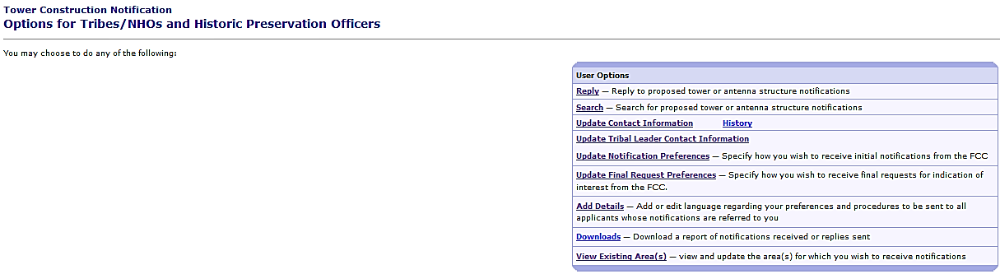 Tower Construction Notification
Options for Tribes/NHOs and Historic Preservation Officers
You may choose to do any of the following:
User Options
Reply — Reply to proposed tower or antenna structure notifications
Search — Search for proposed tower or antenna structure notifications
Update Contact Information History
Update Tribal Leader Contact Information
Update Notification Preferences — Specify how you wish to receive initial notifications from the FCC
Update Final Request Preferences — Specify how you wish to receive final requests for indication of
interest from the FCC.
Add Details — Add or edit language regarding your preferences and procedures to be sent to all
applicants whose notifications are referred to you
Downloads — Download a report of notifications received or replies sent
View Existing Area(s) — view and update the area(s) for which you wish to receive notifications